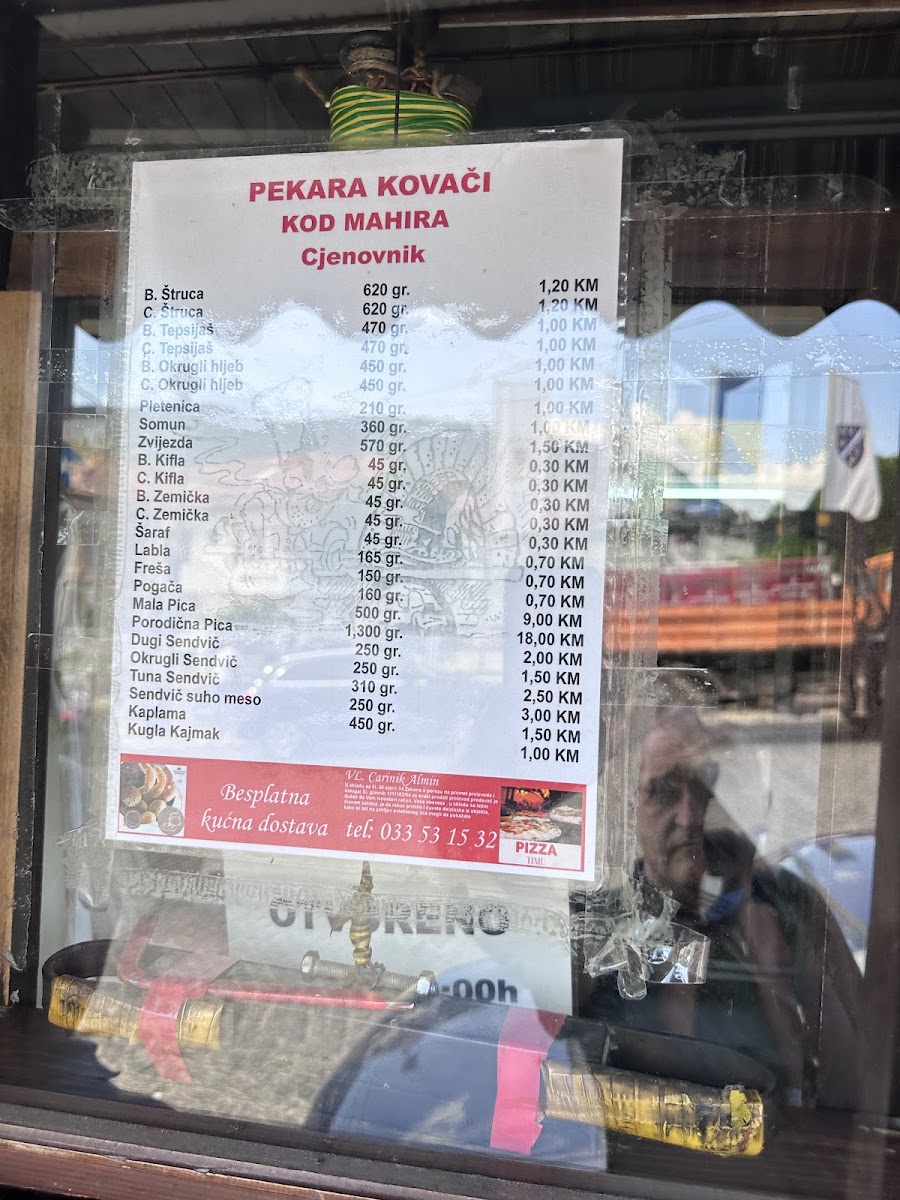 PEKARA KOVAČI
KOD MAHIRA
Cjenovnik
B. Štruca 620 gr. 1,20 KM
C. Štruca 620 gr. 1,20 KM
B. Tepsijaš 470 gr. 1,00 KM
C. Tepsijaš 470 gr. 1,00 KM
B. Okrugli hljeb 450 gr. 1,00 KM
C. Okrugli hljeb 450 gr. 1,00 KM
Pletenica 210 gr. 1,00 KM
Somun 360 gr. 1,00 KM
Zvijezda 570 gr. 1,50 KM
B. Kifla 45 gr. 0,30 KM
C. Kifla 45 gr. 0,30 KM
B. Zemička 45 gr. 0,30 KM
C. Zemička 45 gr. 0,30 KM
Šaraf 45 gr. 0,30 KM
Labla 165 gr. 0,70 KM
Freša 150 gr. 0,70 KM
Pogača 160 gr. 0,70 KM
Mala Pica 500 gr. 9,00 KM
Porodična Pica 1,300 gr. 18,00 KM
Dugi Sendvič 250 gr. 2,00 KM
Okrugli Sendvič 250 gr. 1,50 KM
Tuna Sendvič 310 gr. 2,50 KM
Sendvič suho meso 250 gr. 3,00 KM
Kaplama 450 gr. 1,50 KM
Kugla Kajmak 1,00 KM
VL. Carinik Almin
Besplatna
kućna dostava tel: 033 53 15 32
PIZZA
TIME
OTVORENO
:00h